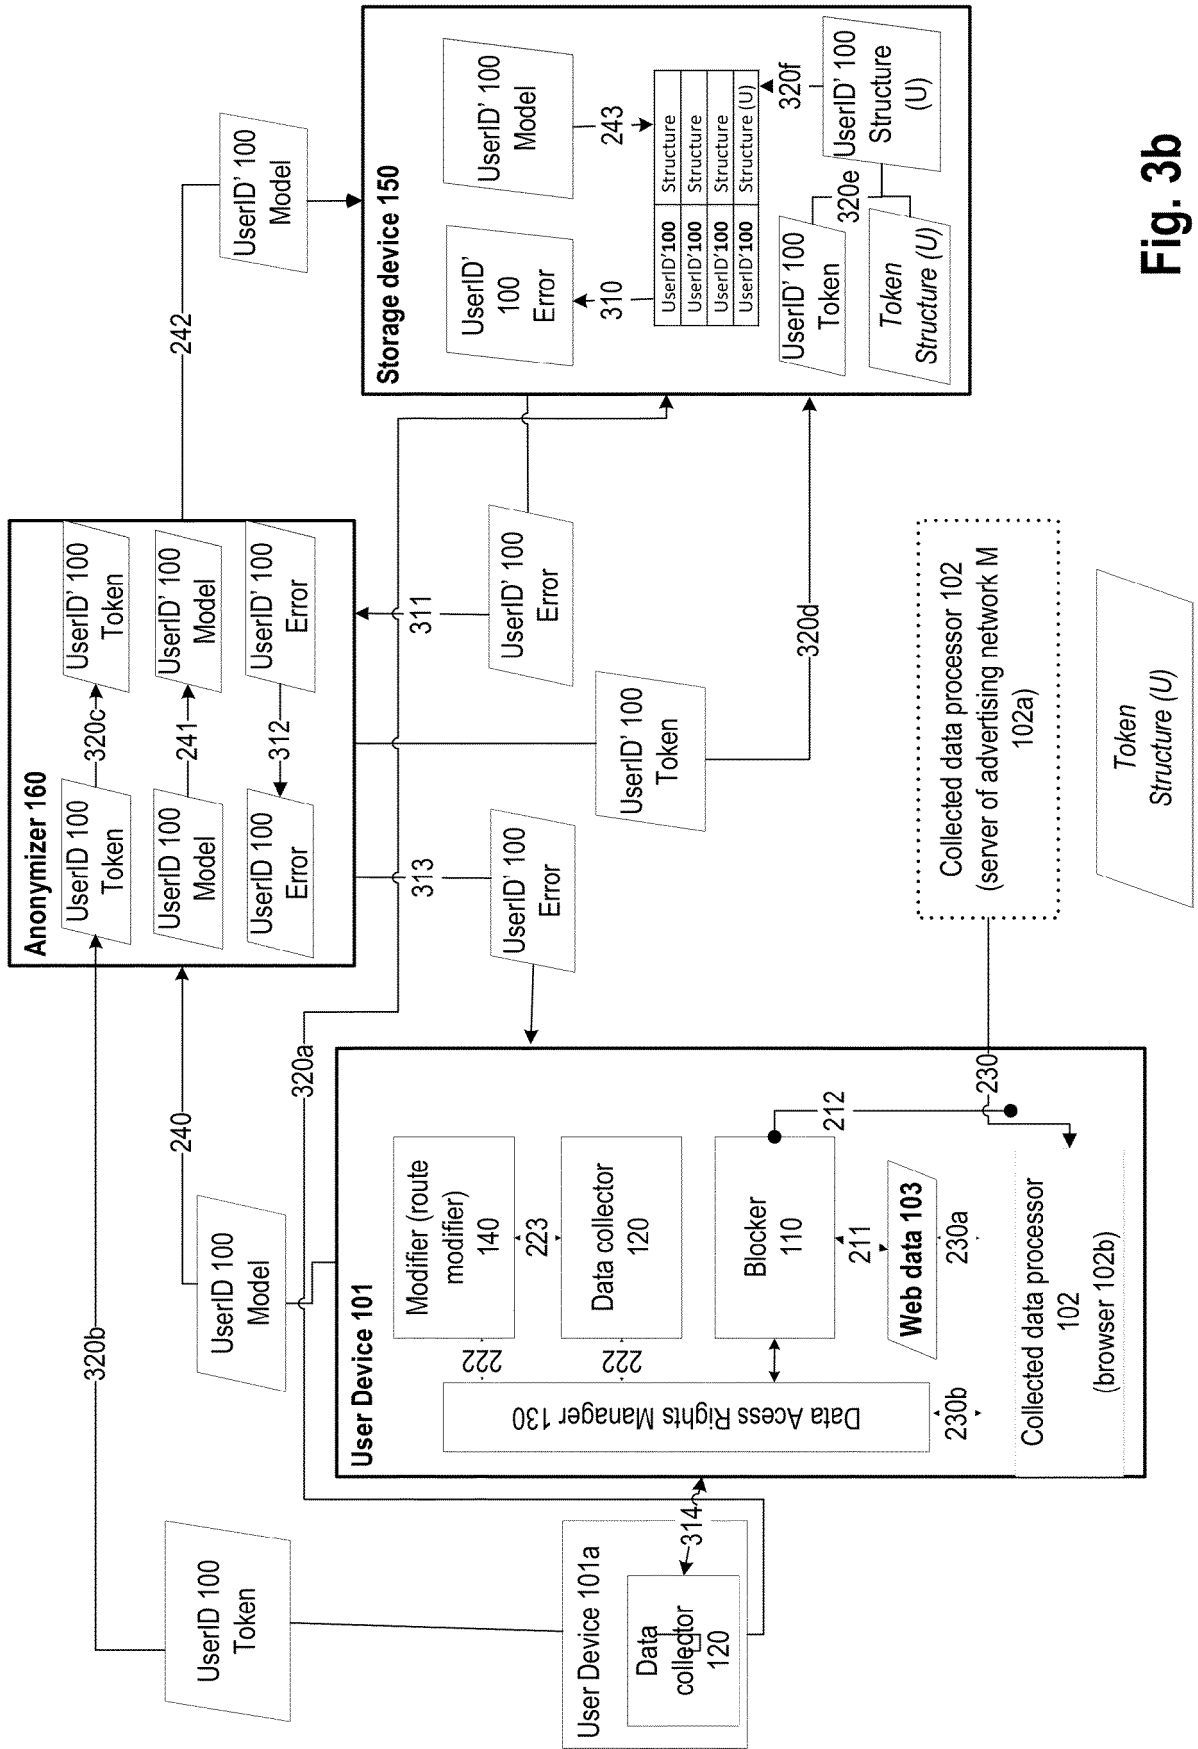 UserID 100
Token
320b
User Device 101a
Data
collector
120
314
320a
UserID 100
Model
240
User Device 101
Modifier (route
modifier)
140
223
Data collector
120
222
222
Data Acess Rights Manager 130
Blocker
110
212
211
Web data 103
230a
230b
Collected data processor
102
(browser 102b)
230
Anonymizer 160
UserID 100
Token
320c
UserID' 100
Token
UserID 100
Model
241
UserID' 100
Model
UserID 100
Error
312
UserID' 100
Error
313
UserID' 100
Error
311
UserID' 100
Error
UserID' 100
Token
320d
242
UserID' 100
Model
Storage device 150
UserID'
100
Error
310
UserID' 100
Model
243
UserID'100 Structure
UserID'100 Structure
UserID'100 Structure
UserID'100 Structure (U)
UserID' 100
Token
Token
Structure (U)
320e
320f
UserID' 100
Structure
(U)
Collected data processor 102
(server of advertising network M
102a)
Token
Structure (U)
Fig. 3b